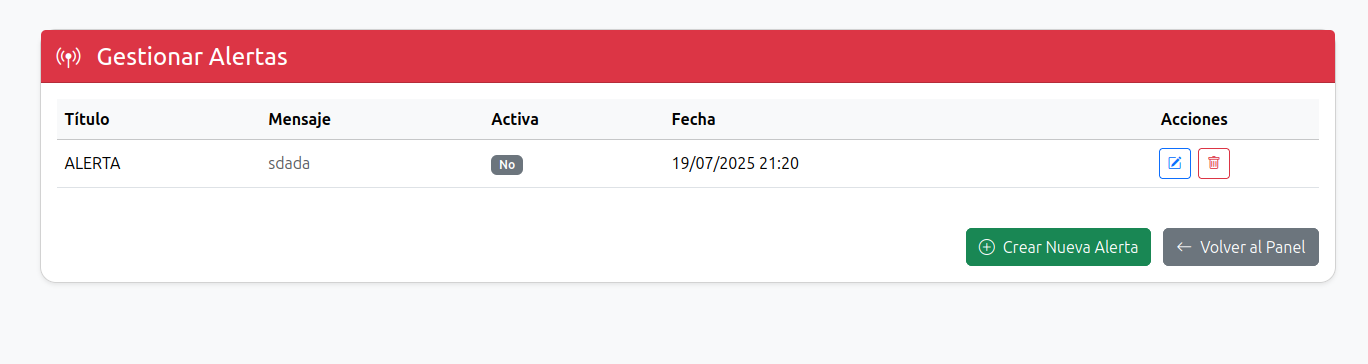 Gestionar Alertas
Título Mensaje Activa Fecha Acciones
ALERTA sdada No 19/07/2025 21:20
Crear Nueva Alerta Volver al Panel